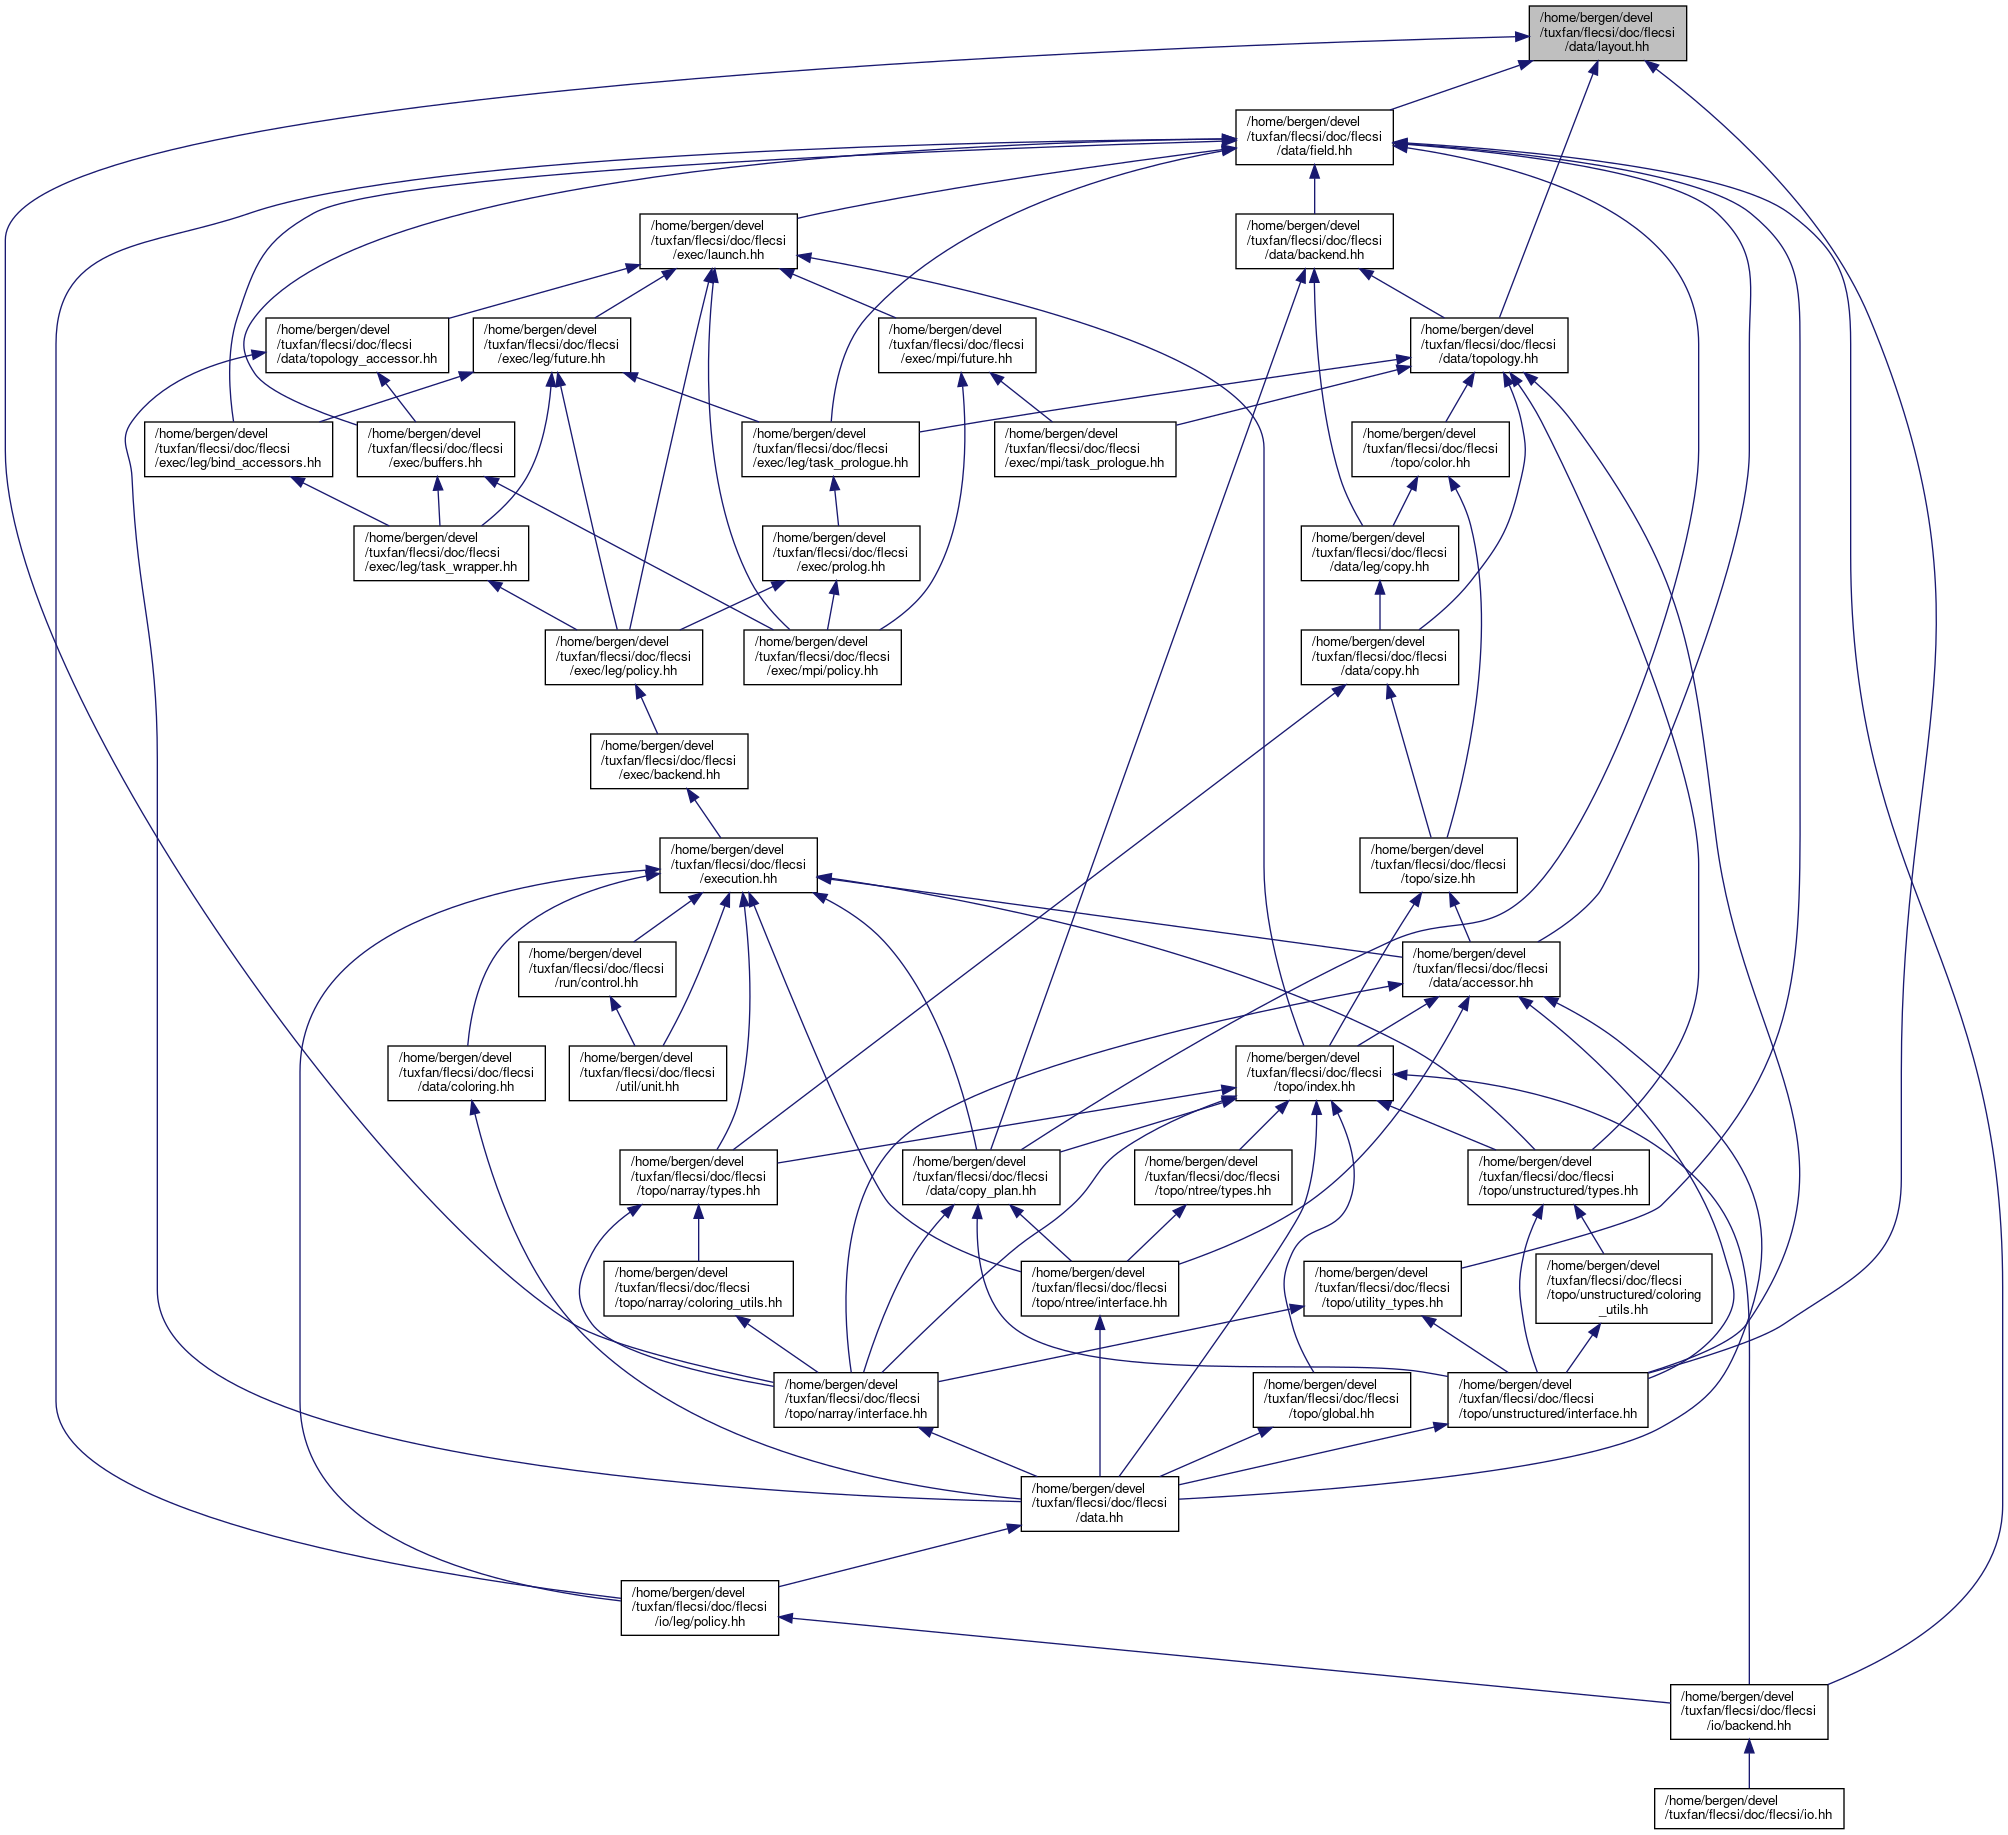 /home/bergen/devel
/tuxfan/flecsi/doc/flecsi
/data/layout.hh
/home/bergen/devel
/tuxfan/flecsi/doc/flecsi
/data/field.hh
/home/bergen/devel
/tuxfan/flecsi/doc/flecsi
/exec/launch.hh
/home/bergen/devel
/tuxfan/flecsi/doc/flecsi
/data/backend.hh
/home/bergen/devel
/tuxfan/flecsi/doc/flecsi
/data/topology_accessor.hh
/home/bergen/devel
/tuxfan/flecsi/doc/flecsi
/exec/leg/future.hh
/home/bergen/devel
/tuxfan/flecsi/doc/flecsi
/exec/mpi/future.hh
/home/bergen/devel
/tuxfan/flecsi/doc/flecsi
/data/topology.hh
/home/bergen/devel
/tuxfan/flecsi/doc/flecsi
/exec/leg/bind_accessors.hh
/home/bergen/devel
/tuxfan/flecsi/doc/flecsi
/exec/buffers.hh
/home/bergen/devel
/tuxfan/flecsi/doc/flecsi
/exec/leg/task_prologue.hh
/home/bergen/devel
/tuxfan/flecsi/doc/flecsi
/exec/mpi/task_prologue.hh
/home/bergen/devel
/tuxfan/flecsi/doc/flecsi
/topo/color.hh
/home/bergen/devel
/tuxfan/flecsi/doc/flecsi
/exec/leg/task_wrapper.hh
/home/bergen/devel
/tuxfan/flecsi/doc/flecsi
/exec/prolog.hh
/home/bergen/devel
/tuxfan/flecsi/doc/flecsi
/data/leg/copy.hh
/home/bergen/devel
/tuxfan/flecsi/doc/flecsi
/exec/leg/policy.hh
/home/bergen/devel
/tuxfan/flecsi/doc/flecsi
/exec/mpi/policy.hh
/home/bergen/devel
/tuxfan/flecsi/doc/flecsi
/data/copy.hh
/home/bergen/devel
/tuxfan/flecsi/doc/flecsi
/exec/backend.hh
/home/bergen/devel
/tuxfan/flecsi/doc/flecsi
/execution.hh
/home/bergen/devel
/tuxfan/flecsi/doc/flecsi
/topo/size.hh
/home/bergen/devel
/tuxfan/flecsi/doc/flecsi
/run/control.hh
/home/bergen/devel
/tuxfan/flecsi/doc/flecsi
/data/accessor.hh
/home/bergen/devel
/tuxfan/flecsi/doc/flecsi
/data/coloring.hh
/home/bergen/devel
/tuxfan/flecsi/doc/flecsi
/util/unit.hh
/home/bergen/devel
/tuxfan/flecsi/doc/flecsi
/topo/index.hh
/home/bergen/devel
/tuxfan/flecsi/doc/flecsi
/topo/narray/types.hh
/home/bergen/devel
/tuxfan/flecsi/doc/flecsi
/data/copy_plan.hh
/home/bergen/devel
/tuxfan/flecsi/doc/flecsi
/topo/ntree/types.hh
/home/bergen/devel
/tuxfan/flecsi/doc/flecsi
/topo/unstructured/types.hh
/home/bergen/devel
/tuxfan/flecsi/doc/flecsi
/topo/narray/coloring_utils.hh
/home/bergen/devel
/tuxfan/flecsi/doc/flecsi
/topo/ntree/interface.hh
/home/bergen/devel
/tuxfan/flecsi/doc/flecsi
/topo/utility_types.hh
/home/bergen/devel
/tuxfan/flecsi/doc/flecsi
/topo/unstructured/coloring
_utils.hh
/home/bergen/devel
/tuxfan/flecsi/doc/flecsi
/topo/narray/interface.hh
/home/bergen/devel
/tuxfan/flecsi/doc/flecsi
/topo/global.hh
/home/bergen/devel
/tuxfan/flecsi/doc/flecsi
/topo/unstructured/interface.hh
/home/bergen/devel
/tuxfan/flecsi/doc/flecsi
/data.hh
/home/bergen/devel
/tuxfan/flecsi/doc/flecsi
/io/leg/policy.hh
/home/bergen/devel
/tuxfan/flecsi/doc/flecsi
/io/backend.hh
/home/bergen/devel
/tuxfan/flecsi/doc/flecsi/io.hh